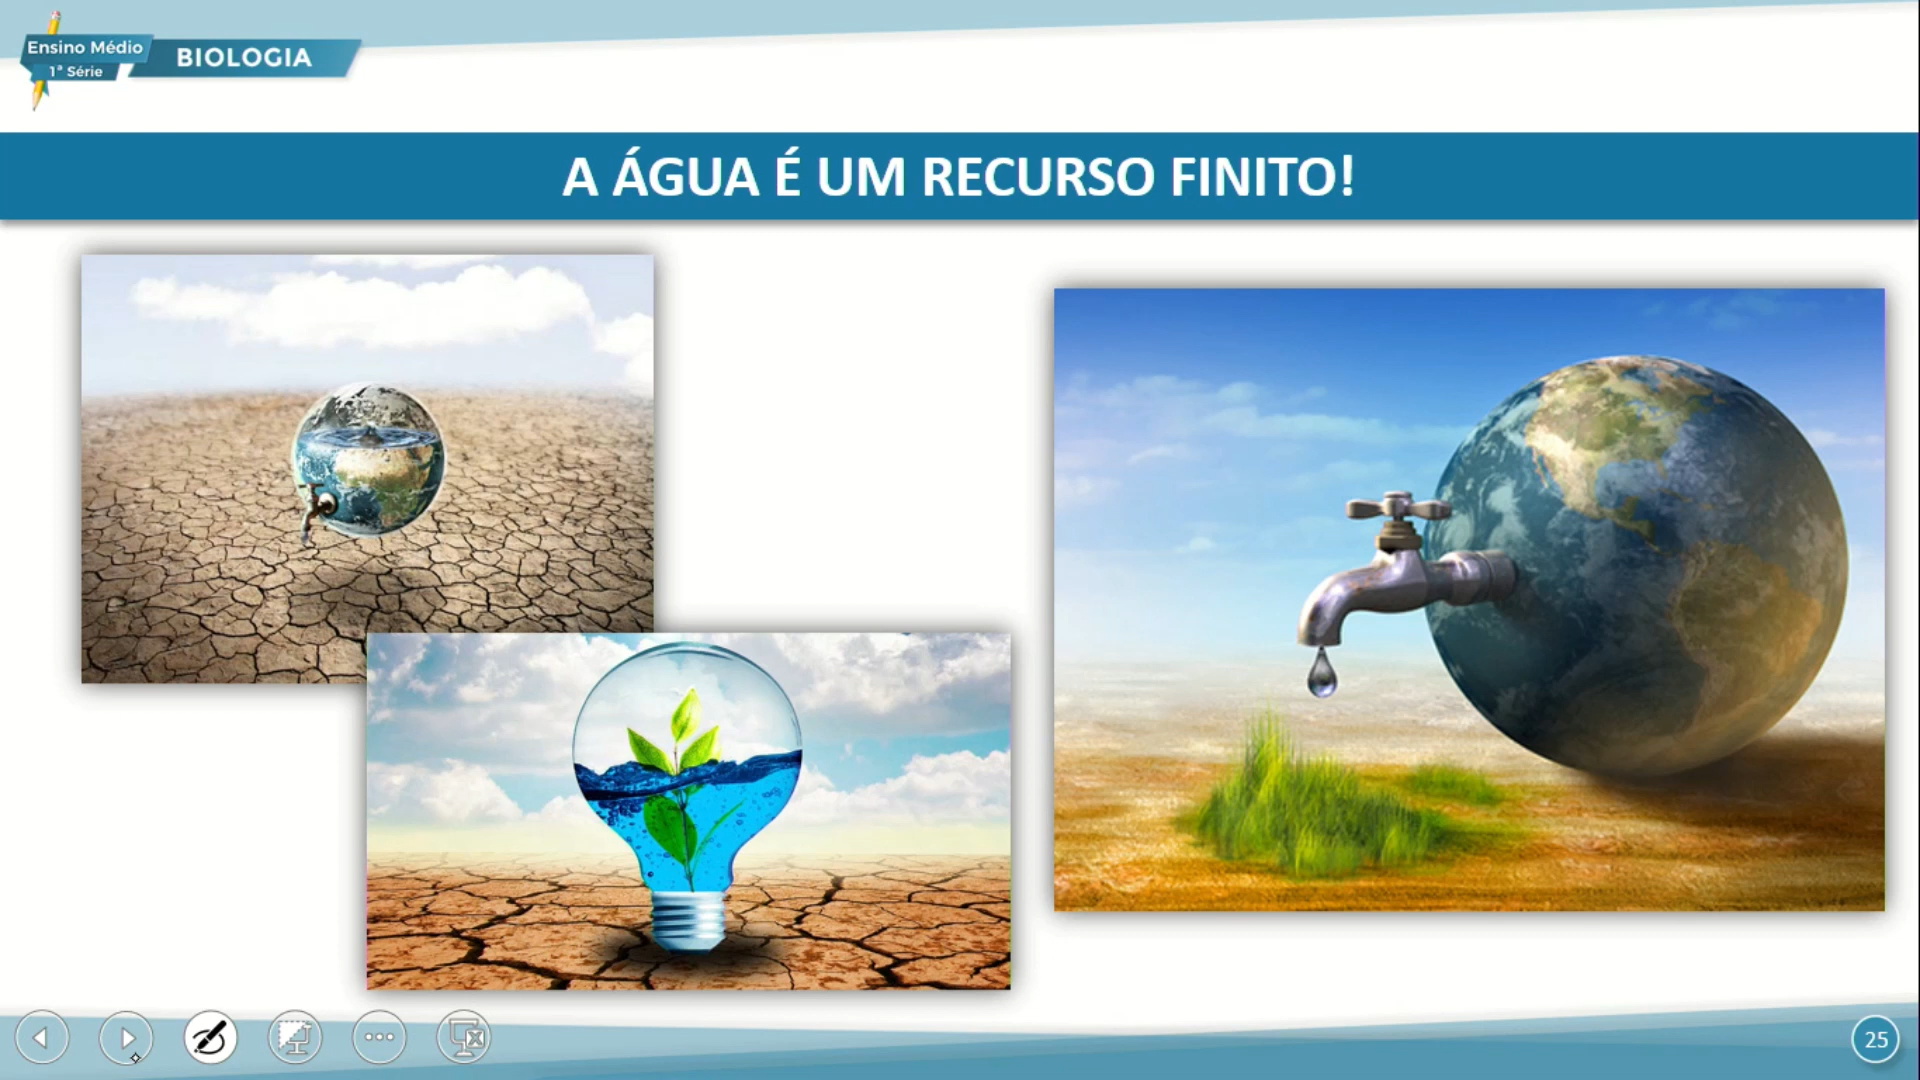 Ensino Médio
1ª Série
BIOLOGIA
A ÁGUA É UM RECURSO FINITO!
25